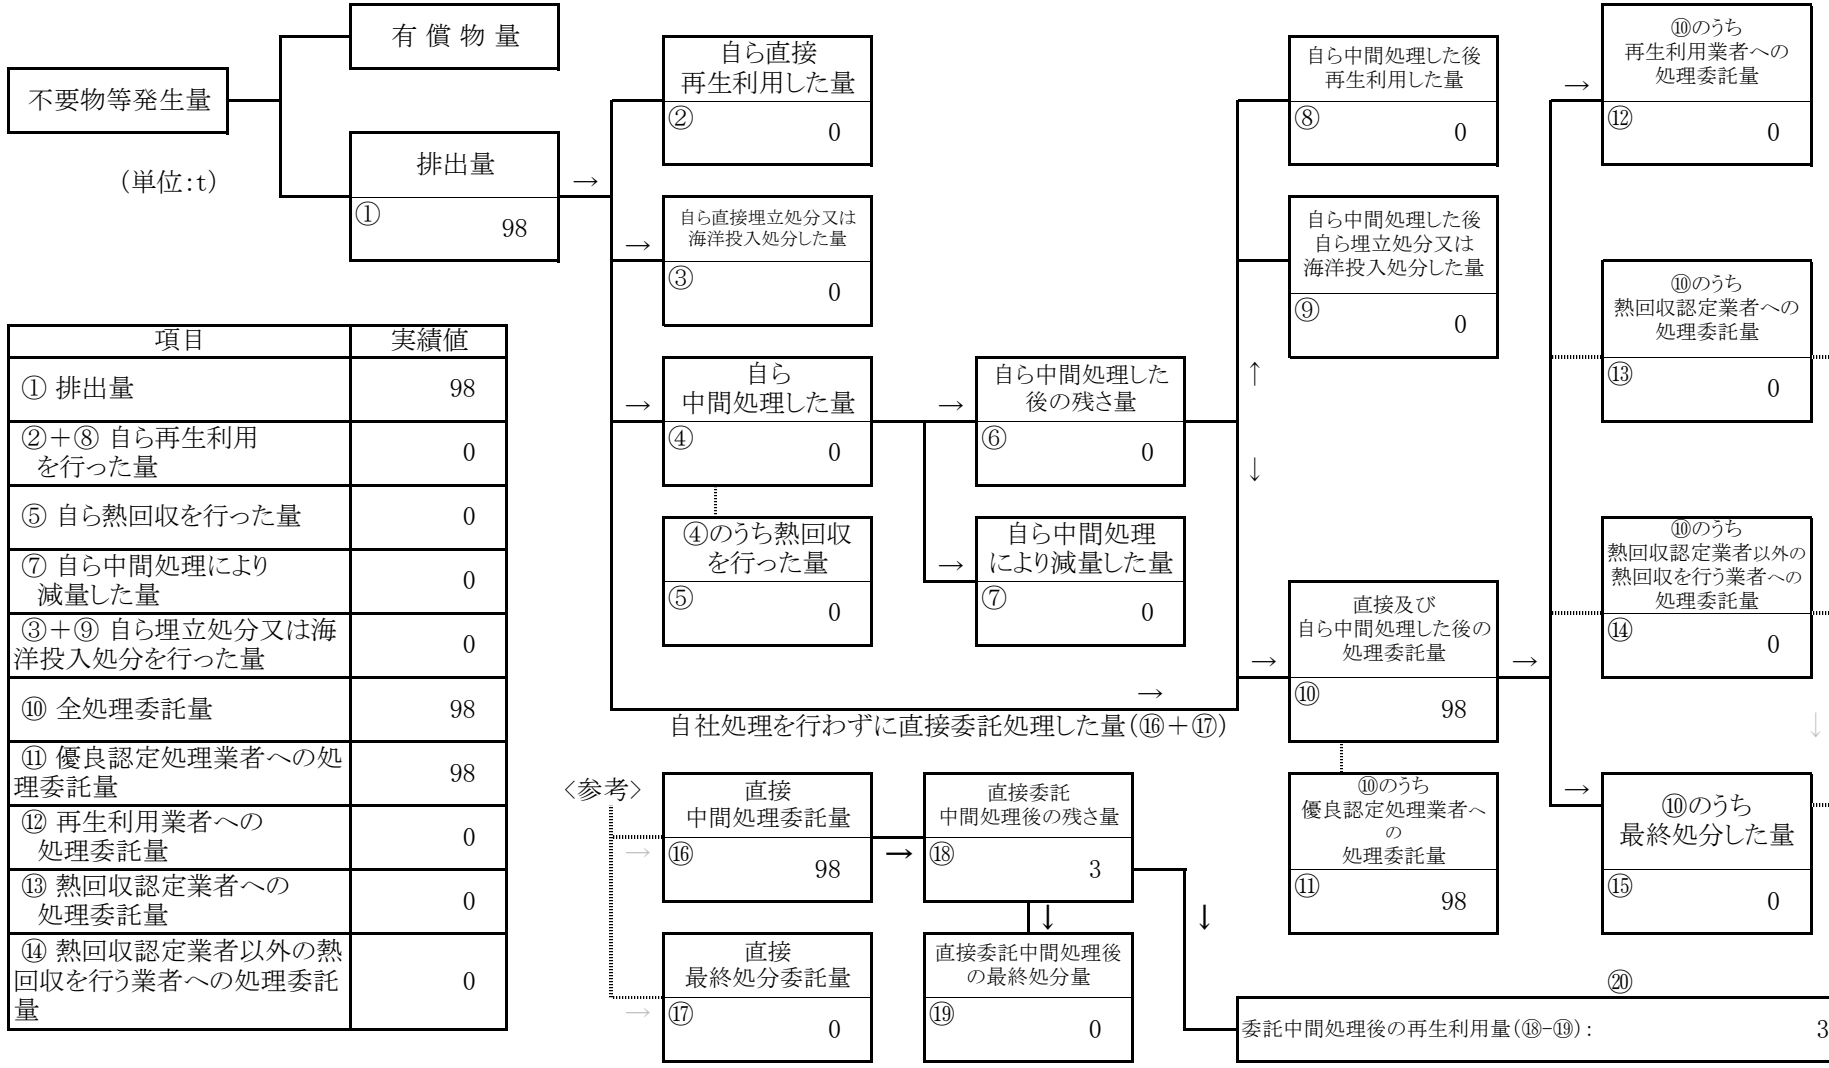 有 償 物 量
不要物等発生量
(単位:t)
排出量
①
98
→
自ら直接
再生利用した量
②
0
→
自ら直接埋立処分又は
海洋投入処分した量
③
0
→
自ら
中間処理した量
④
0
④のうち熱回収
を行った量
⑤
0
→
自ら中間処理した
後の残さ量
⑥
0
→
自ら中間処理
により減量した量
⑦
0
自ら中間処理した後
再生利用した量
⑧
0
自ら中間処理した後
自ら埋立処分又は
海洋投入処分した量
⑨
0
↑
↓
→
自社処理を行わずに直接委託処理した量(⑯+⑰)
→
直接及び
自ら中間処理した後の
処理委託量
⑩
98
⑩のうち
優良認定処理業者へ
の
処理委託量
⑪
98
→
→
⑩のうち
再生利用業者への
処理委託量
⑫
0
⑩のうち
熱回収認定業者への
処理委託量
⑬
0
⑩のうち
熱回収認定業者以外の
熱回収を行う業者への
処理委託量
⑭
0
↓
→
⑩のうち
最終処分した量
⑮
0
項目 実績値
① 排出量 98
②+⑧ 自ら再生利用
を行った量 0
⑤ 自ら熱回収を行った量 0
⑦ 自ら中間処理により
減量した量 0
③+⑨ 自ら埋立処分又は海
洋投入処分を行った量 0
⑩ 全処理委託量 98
⑪ 優良認定処理業者への処
理委託量 98
⑫ 再生利用業者への
処理委託量 0
⑬ 熱回収認定業者への
処理委託量 0
⑭ 熱回収認定業者以外の熱
回収を行う業者への処理委託
量 0
<参考>
→
直接
中間処理委託量
⑯
98
→
直接委託
中間処理後の残さ量
⑱
3
↓
↓
→
直接
最終処分委託量
⑰
0
直接委託中間処理後
の最終処分量
⑲
0
⑳
委託中間処理後の再生利用量(⑱-⑲): 3